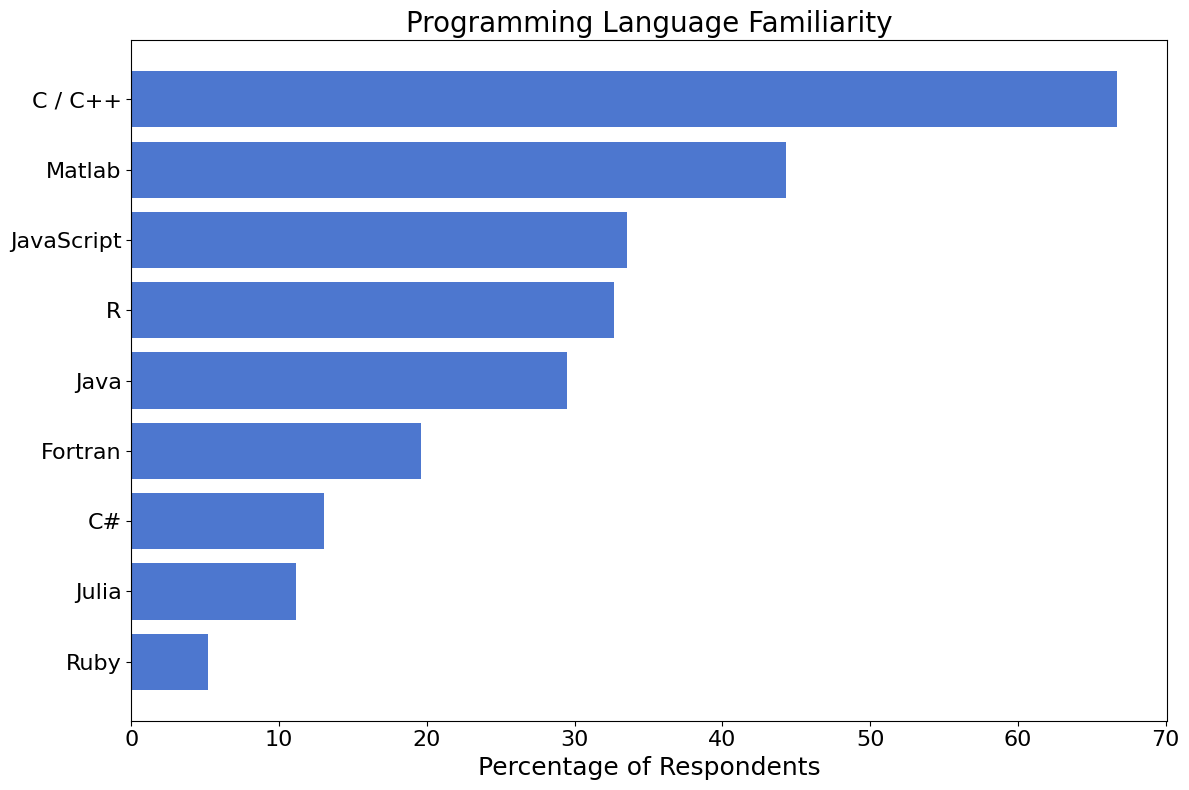 Programming Language Familiarity
C / C++
Matlab
JavaScript
R
Java
Fortran
C#
Julia
Ruby
0 10 20 30 40 50 60 70
Percentage of Respondents